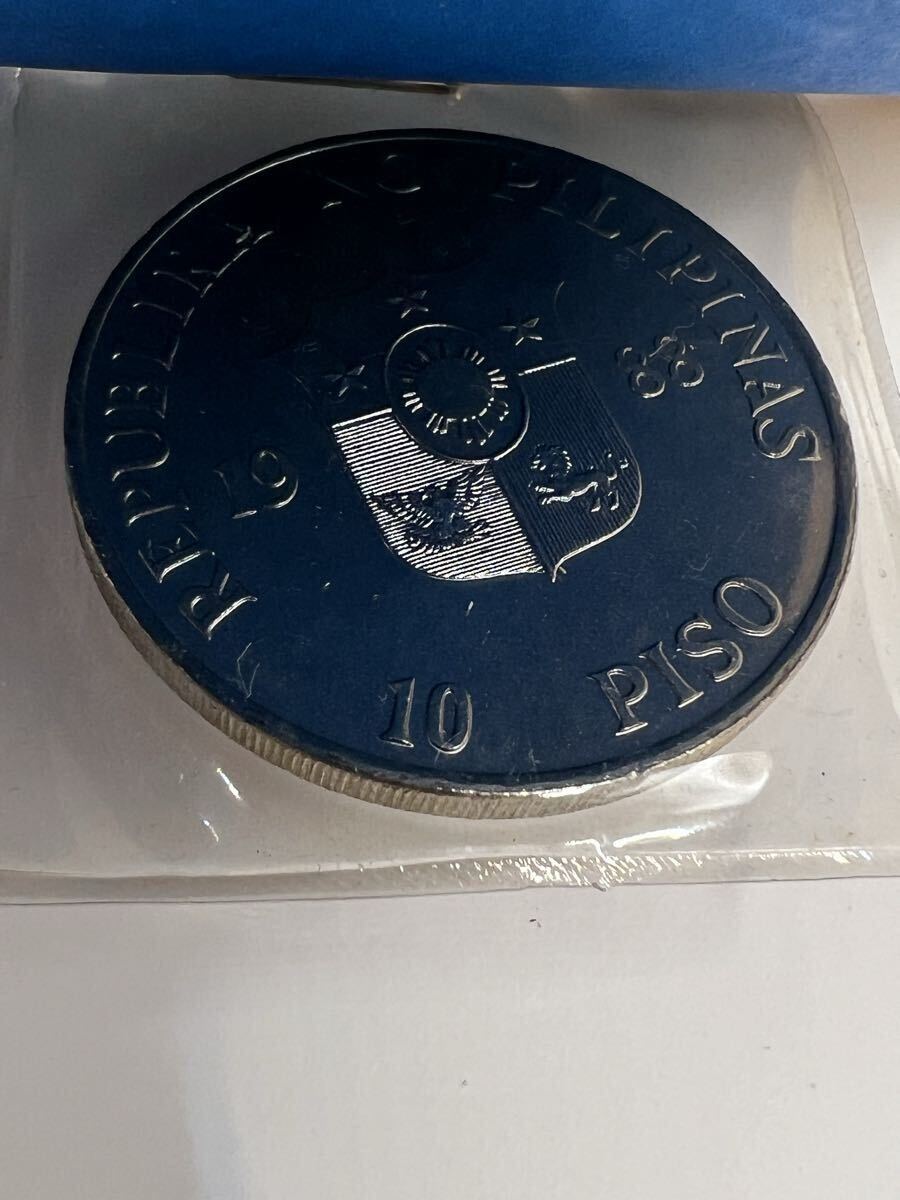 REPUBLIKA NG PILIPINAS
19 88
10 PISO